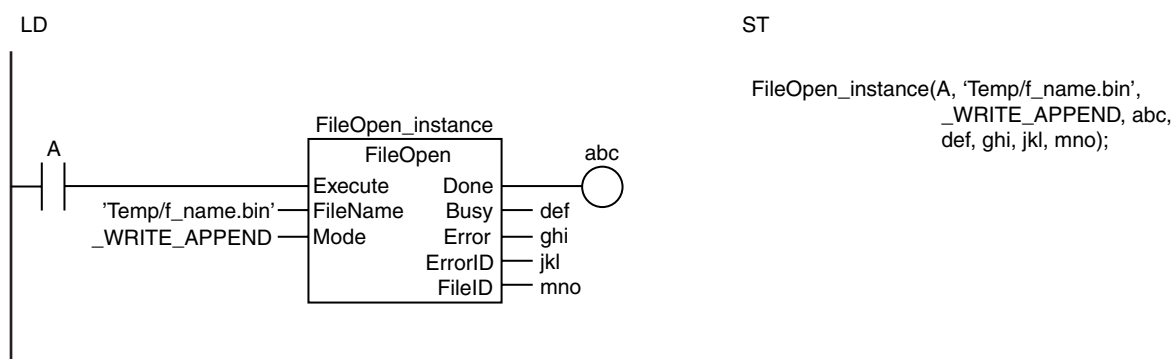 LD
FileOpen_instance
FileOpen
A
abc
Execute Done
'Temp/f_name.bin' FileName Busy def
_WRITE_APPEND Mode Error ghi
ErrorID jkl
FileID mno
ST
FileOpen_instance(A, ‘Temp/f_name.bin’,
_WRITE_APPEND, abc,
def, ghi, jkl, mno);